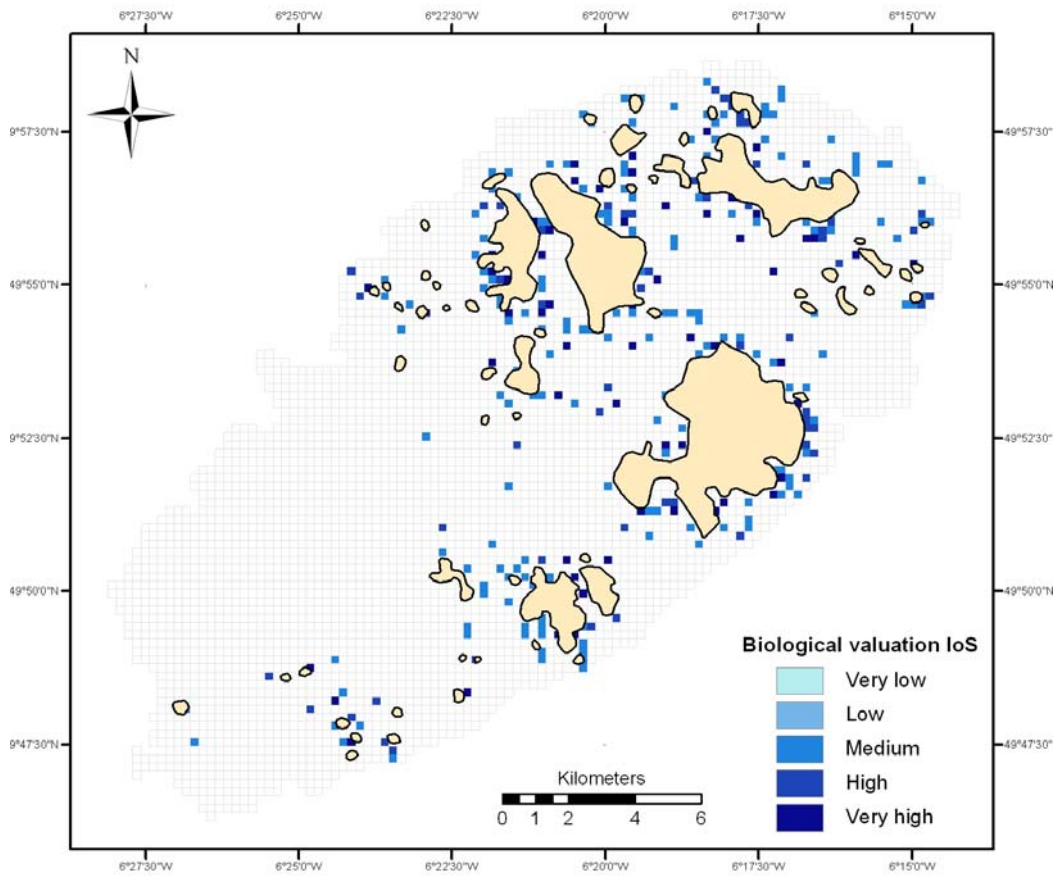 6°27'30"W 6°25'0"W 6°22'30"W 6°20'0"W 6°17'30"W 6°15'0"W
N
9°57'30"N 49°57'30"N
49°55'0"N 49°55'0"N
9°52'30"N 49°52'30"N
49°50'0"N 49°50'0"N
Biological valuation IoS
Very low
Low
Medium
High
Very high
9°47'30"N 49°47'30"N
Kilometers
0 1 2 4 6
6°27'30"W 6°25'0"W 6°22'30"W 6°20'0"W 6°17'30"W 6°15'0"W